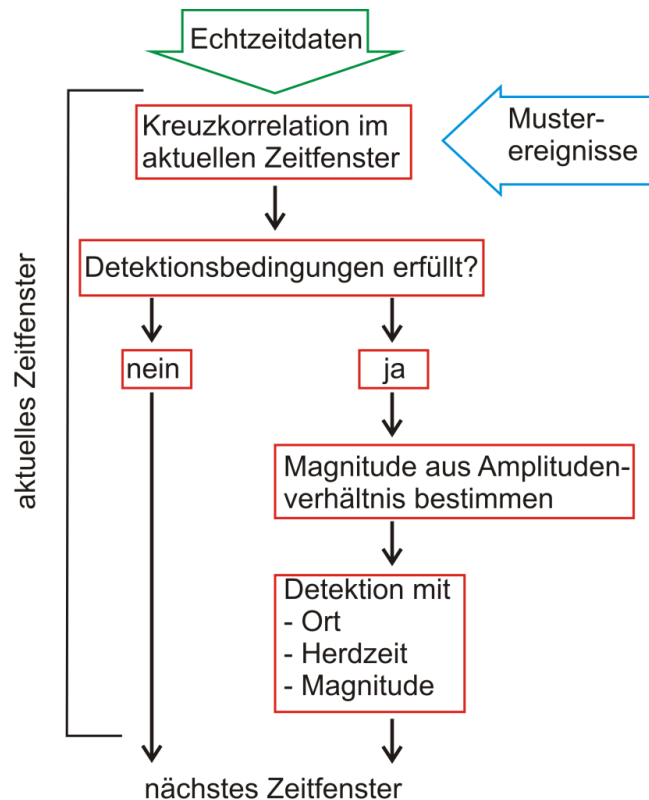 Echtzeitdaten
Kreuzkorrelation im
aktuellen Zeitfenster
Muster-
ereignisse
Detektionsbedingungen erfüllt?
nein
ja
aktuelles Zeitfenster
Magnitude aus Amplituden-
verhältnis bestimmen
Detektion mit
- Ort
- Herdzeit
- Magnitude
nächstes Zeitfenster